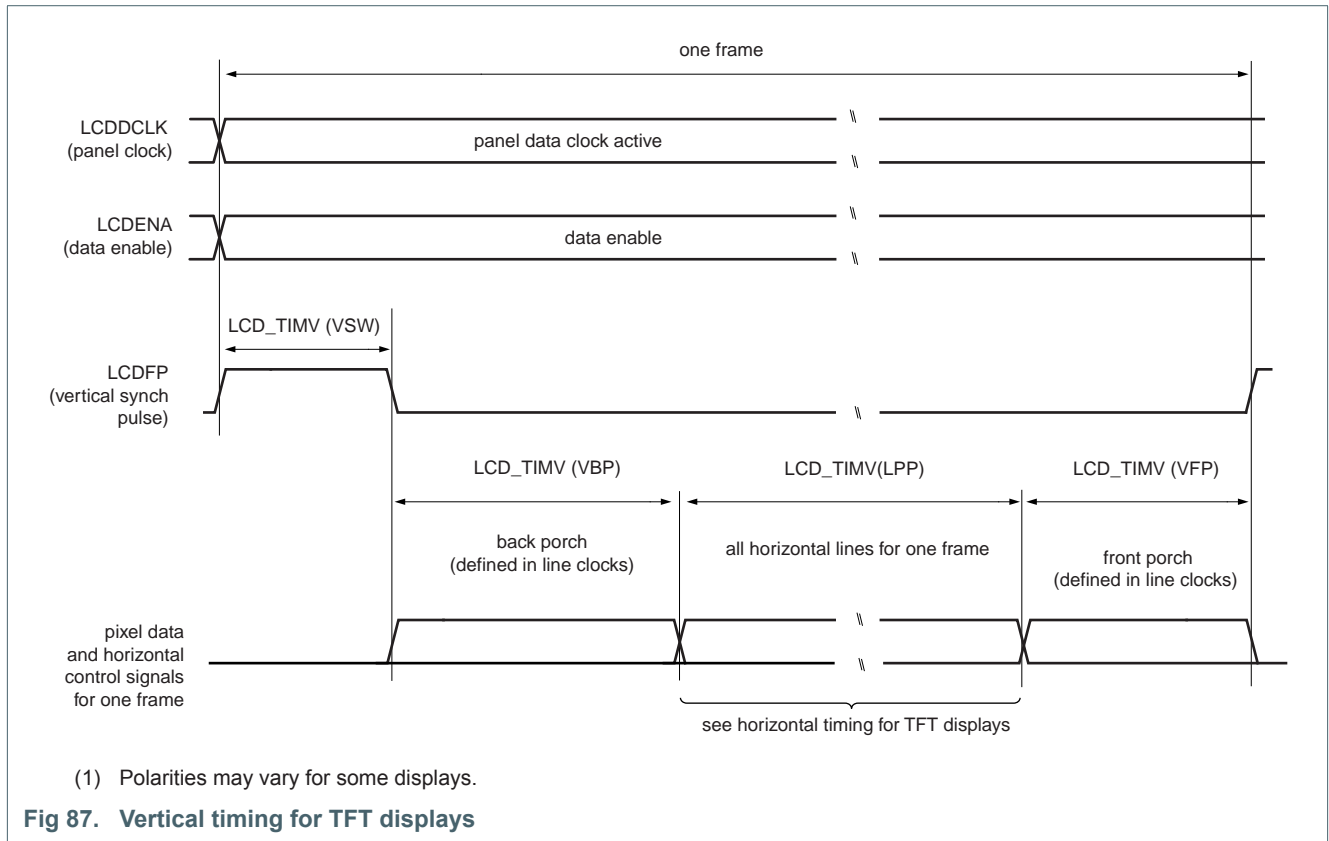 one frame
LCDDCLK
(panel clock)
panel data clock active
LCDENA
(data enable)
data enable
LCD_TIMV (VSW)
LCDFP
(vertical synch
pulse)
LCD_TIMV (VBP)
LCD_TIMV(LPP)
LCD_TIMV (VFP)
back porch
(defined in line clocks)
all horizontal lines for one frame
front porch
(defined in line clocks)
pixel data
and horizontal
control signals
for one frame
see horizontal timing for TFT displays
(1) Polarities may vary for some displays.
Fig 87. Vertical timing for TFT displays